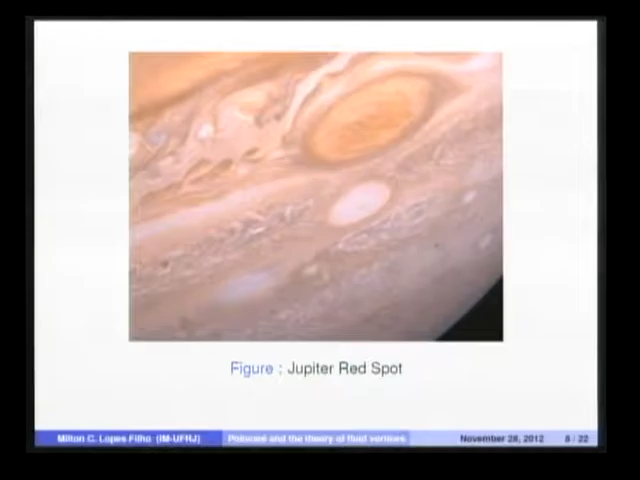 Figure : Jupiter Red Spot
Milton C. Lopes Filho (IM-UFRJ) Poincaré and the theory of fluid vortices November 28, 2012 8 / 22